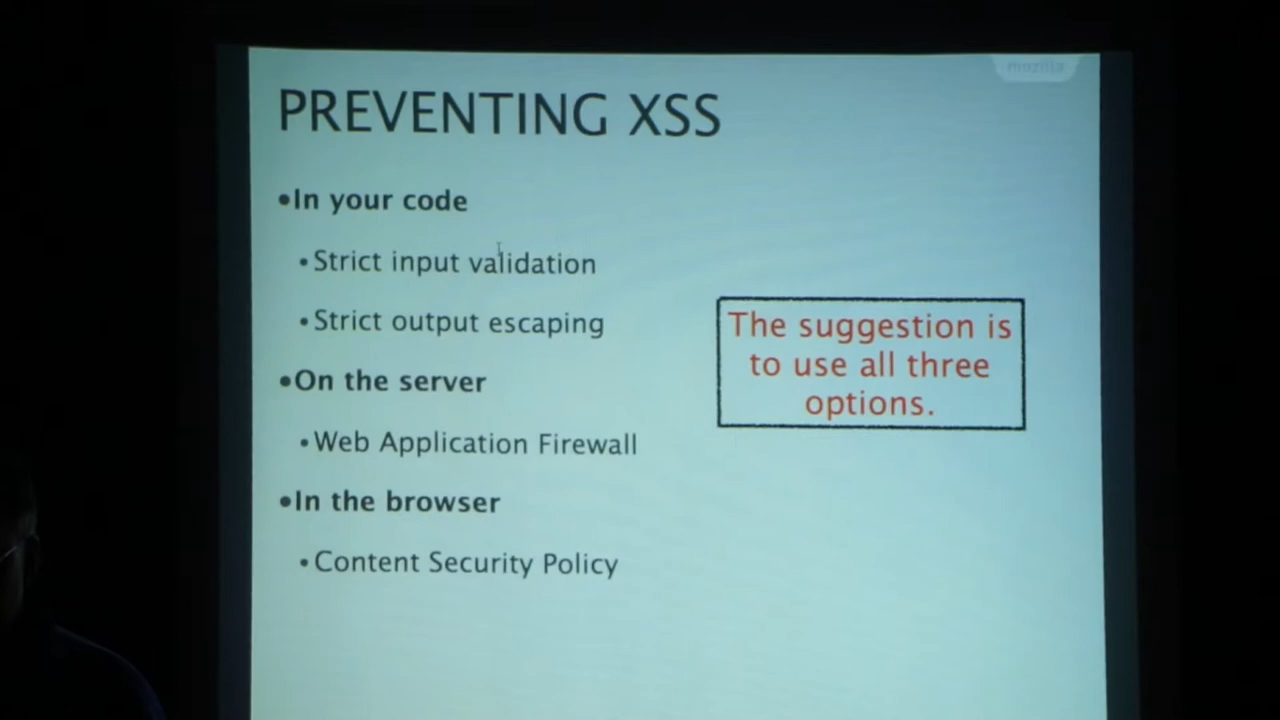 mozilla
PREVENTING XSS
•In your code
•Strict input validation
•Strict output escaping
•On the server
•Web Application Firewall
•In the browser
•Content Security Policy
The suggestion is
to use all three
options.